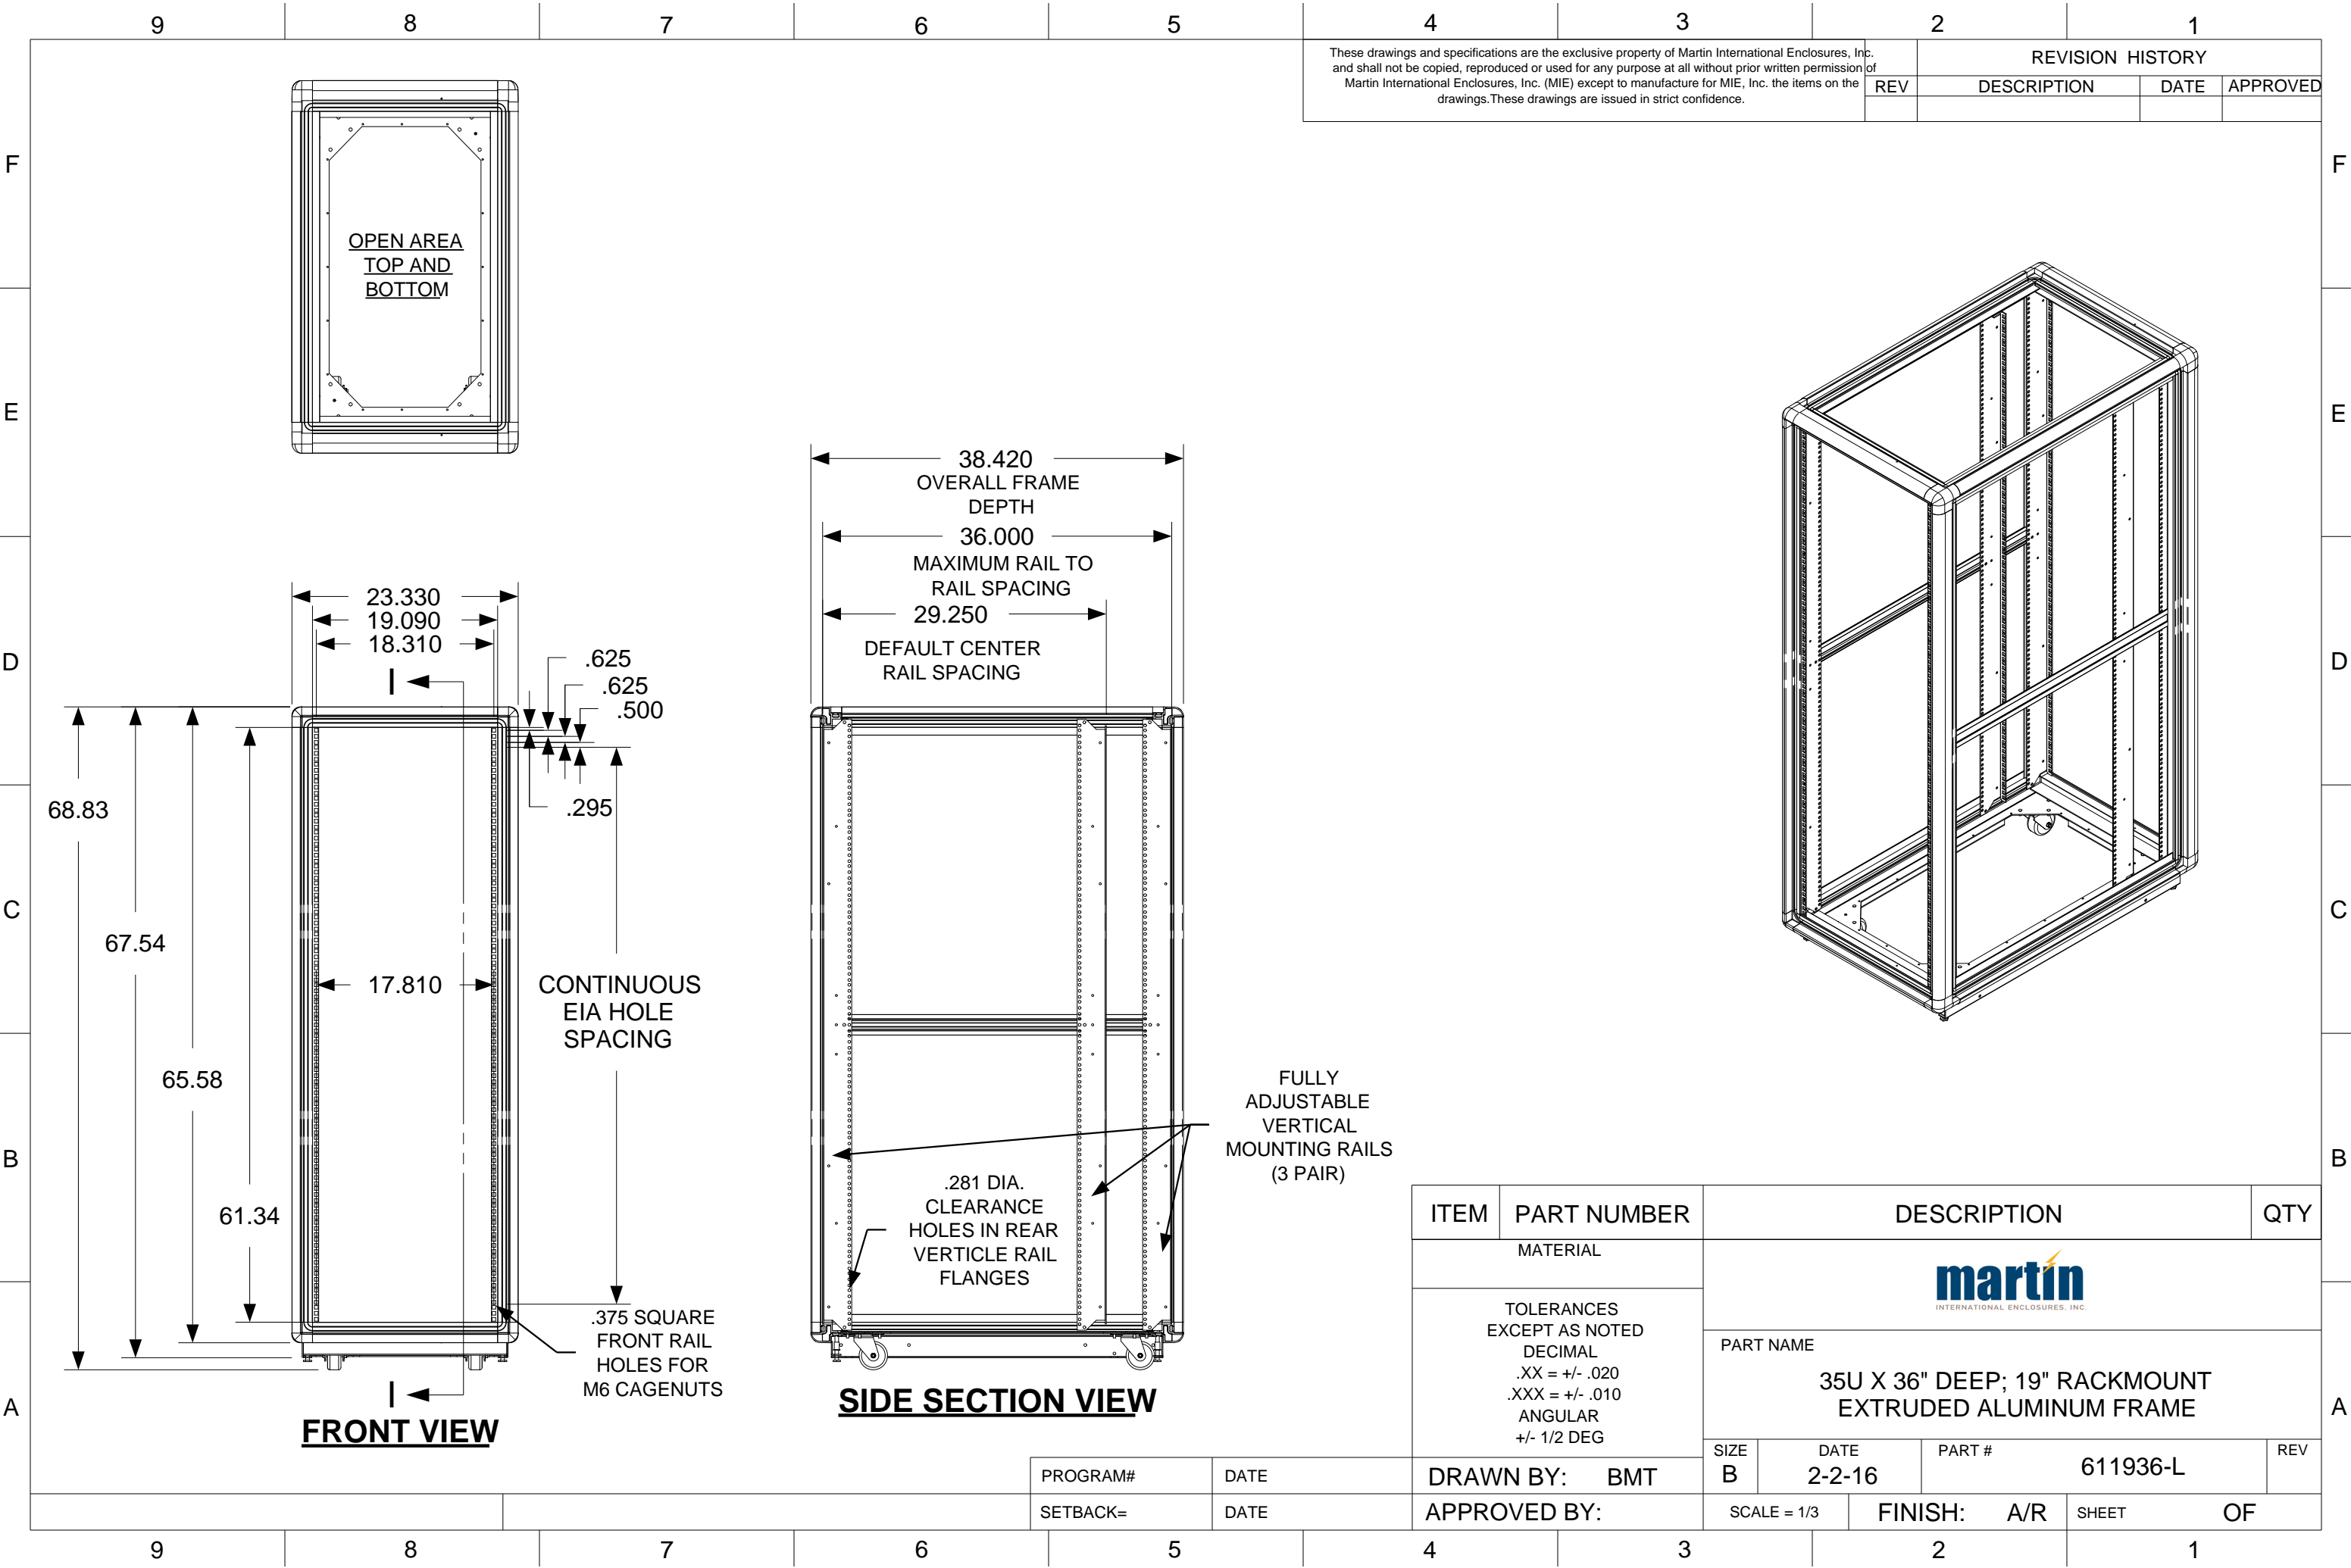 9 8 7 6 5 4 3 2 1
These drawings and specifications are the exclusive property of Martin International Enclosures, Inc.
and shall not be copied, reproduced or used for any purpose at all without prior written permission of
Martin International Enclosures, Inc. (MIE) except to manufacture for MIE, Inc. the items on the
drawings.These drawings are issued in strict confidence.
REVISION HISTORY
REV DESCRIPTION DATE APPROVED
F F
E E
D D
C C
B B
A A
OPEN AREA
TOP AND
BOTTOM
38.420
OVERALL FRAME
DEPTH
36.000
MAXIMUM RAIL TO
RAIL SPACING
29.250
DEFAULT CENTER
RAIL SPACING
23.330
19.090
18.310
I
.625
.625
.500
.295
68.83
67.54
65.58
61.34
17.810
CONTINUOUS
EIA HOLE
SPACING
.375 SQUARE
FRONT RAIL
HOLES FOR
M6 CAGENUTS
I
FRONT VIEW
FULLY
ADJUSTABLE
VERTICAL
MOUNTING RAILS
(3 PAIR)
.281 DIA.
CLEARANCE
HOLES IN REAR
VERTICLE RAIL
FLANGES
SIDE SECTION VIEW
ITEM PART NUMBER DESCRIPTION QTY
MATERIAL
TOLERANCES
EXCEPT AS NOTED
DECIMAL
.XX = +/- .020
.XXX = +/- .010
ANGULAR
+/- 1/2 DEG
martin
INTERNATIONAL ENCLOSURES, INC.
PART NAME
35U X 36" DEEP; 19" RACKMOUNT
EXTRUDED ALUMINUM FRAME
SIZE DATE PART # REV
B 2-2-16 611936-L
PROGRAM# DATE DRAWN BY: BMT
SETBACK= DATE APPROVED BY: SCALE = 1/3 FINISH: A/R SHEET OF
9 8 7 6 5 4 3 2 1